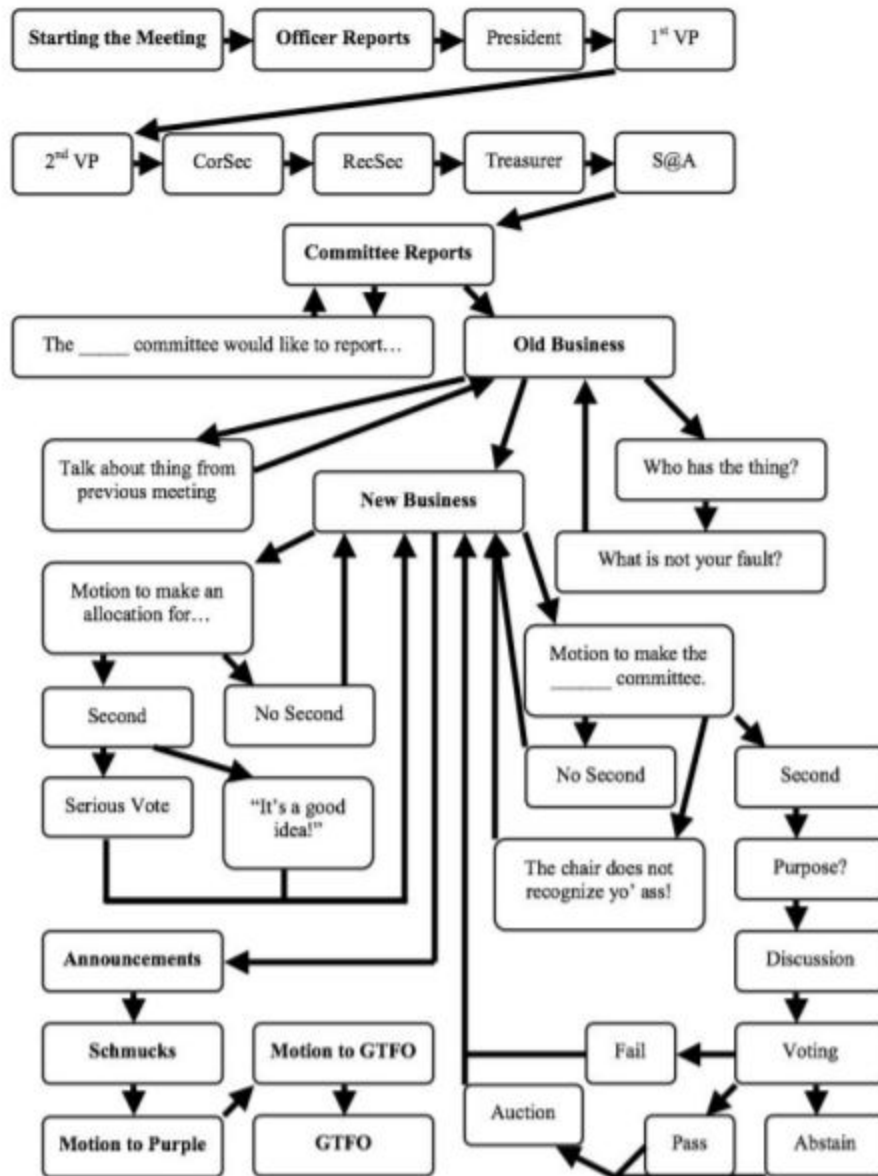 Starting the Meeting
Officer Reports
President
1st VP
2nd VP
CorSec
RecSec
Treasurer
S@A
Committee Reports
The _____ committee would like to report…
Old Business
Talk about thing from
previous meeting
Who has the thing?
New Business
What is not your fault?
Motion to make an
allocation for…
Motion to make the
______ committee.
Second
No Second
No Second
Second
Serious Vote
“It’s a good
idea!”
The chair does not
recognize yo’ ass!
Purpose?
Announcements
Discussion
Schmucks
Motion to GTFO
Fail
Voting
Auction
Motion to Purple
GTFO
Pass
Abstain